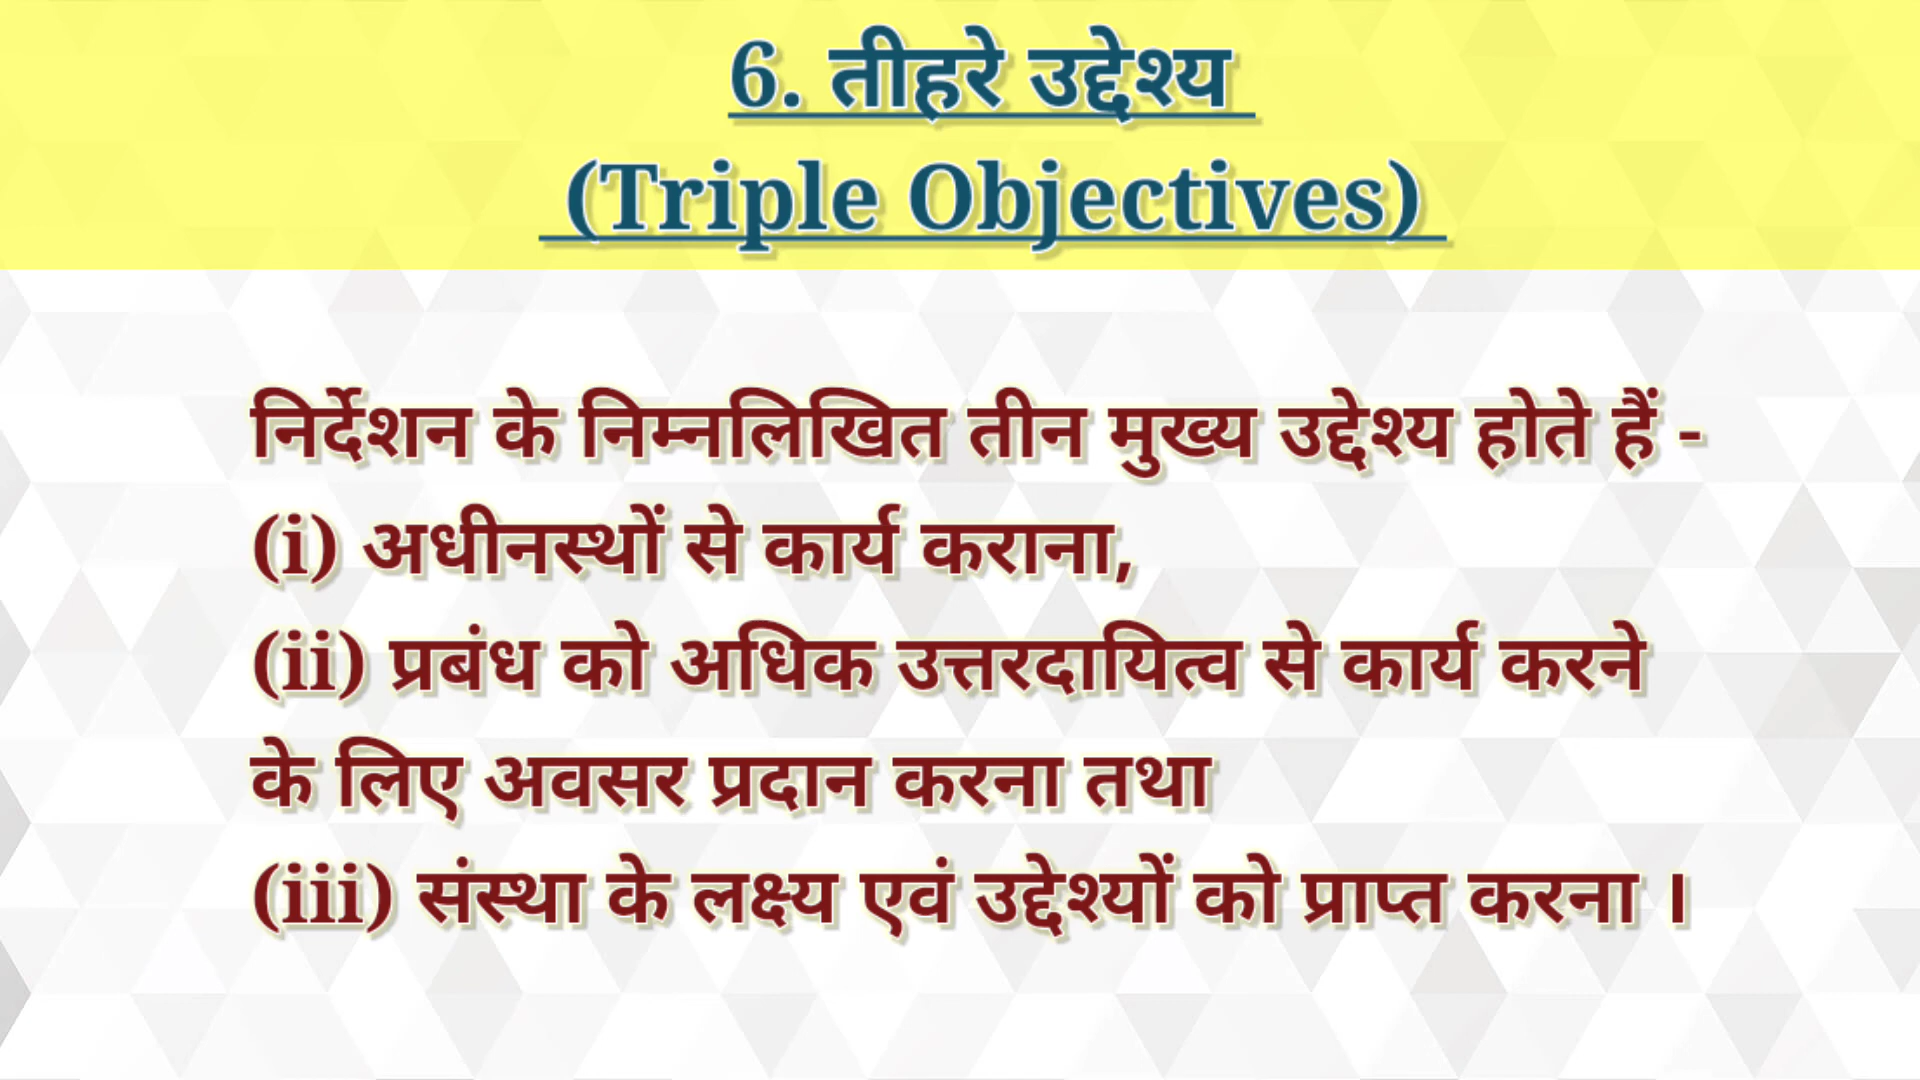 6. तीहरे उद्देश्य
(Triple Objectives)
निर्देशन के निम्नलिखित तीन मुख्य उद्देश्य होते हैं -
(i) अधीनस्थों से कार्य कराना,
(ii) प्रबंध को अधिक उत्तरदायित्व से कार्य करने
के लिए अवसर प्रदान करना तथा
(iii) संस्था के लक्ष्य एवं उद्देश्यों को प्राप्त करना ।